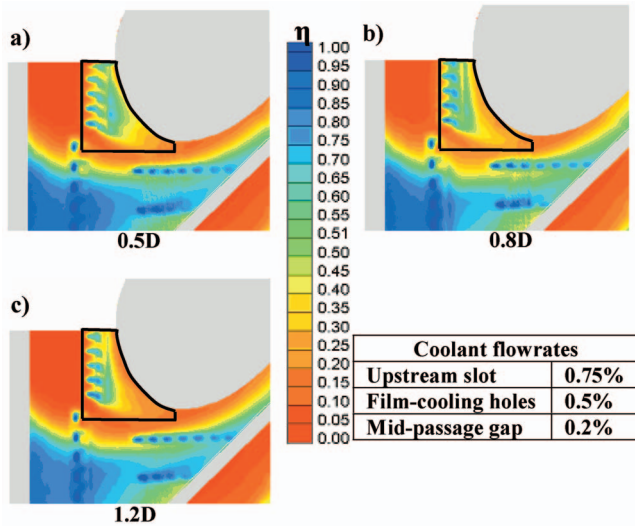 a)
η
b)
1.00
0.95
0.90
0.85
0.80
0.75
0.70
0.65
0.60
0.55
0.51
0.45
0.40
0.35
0.30
0.25
0.20
0.15
0.10
0.05
0.00
0.5D
0.8D
c)
1.2D
Coolant flowrates
Upstream slot 0.75%
Film-cooling holes 0.5%
Mid-passage gap 0.2%